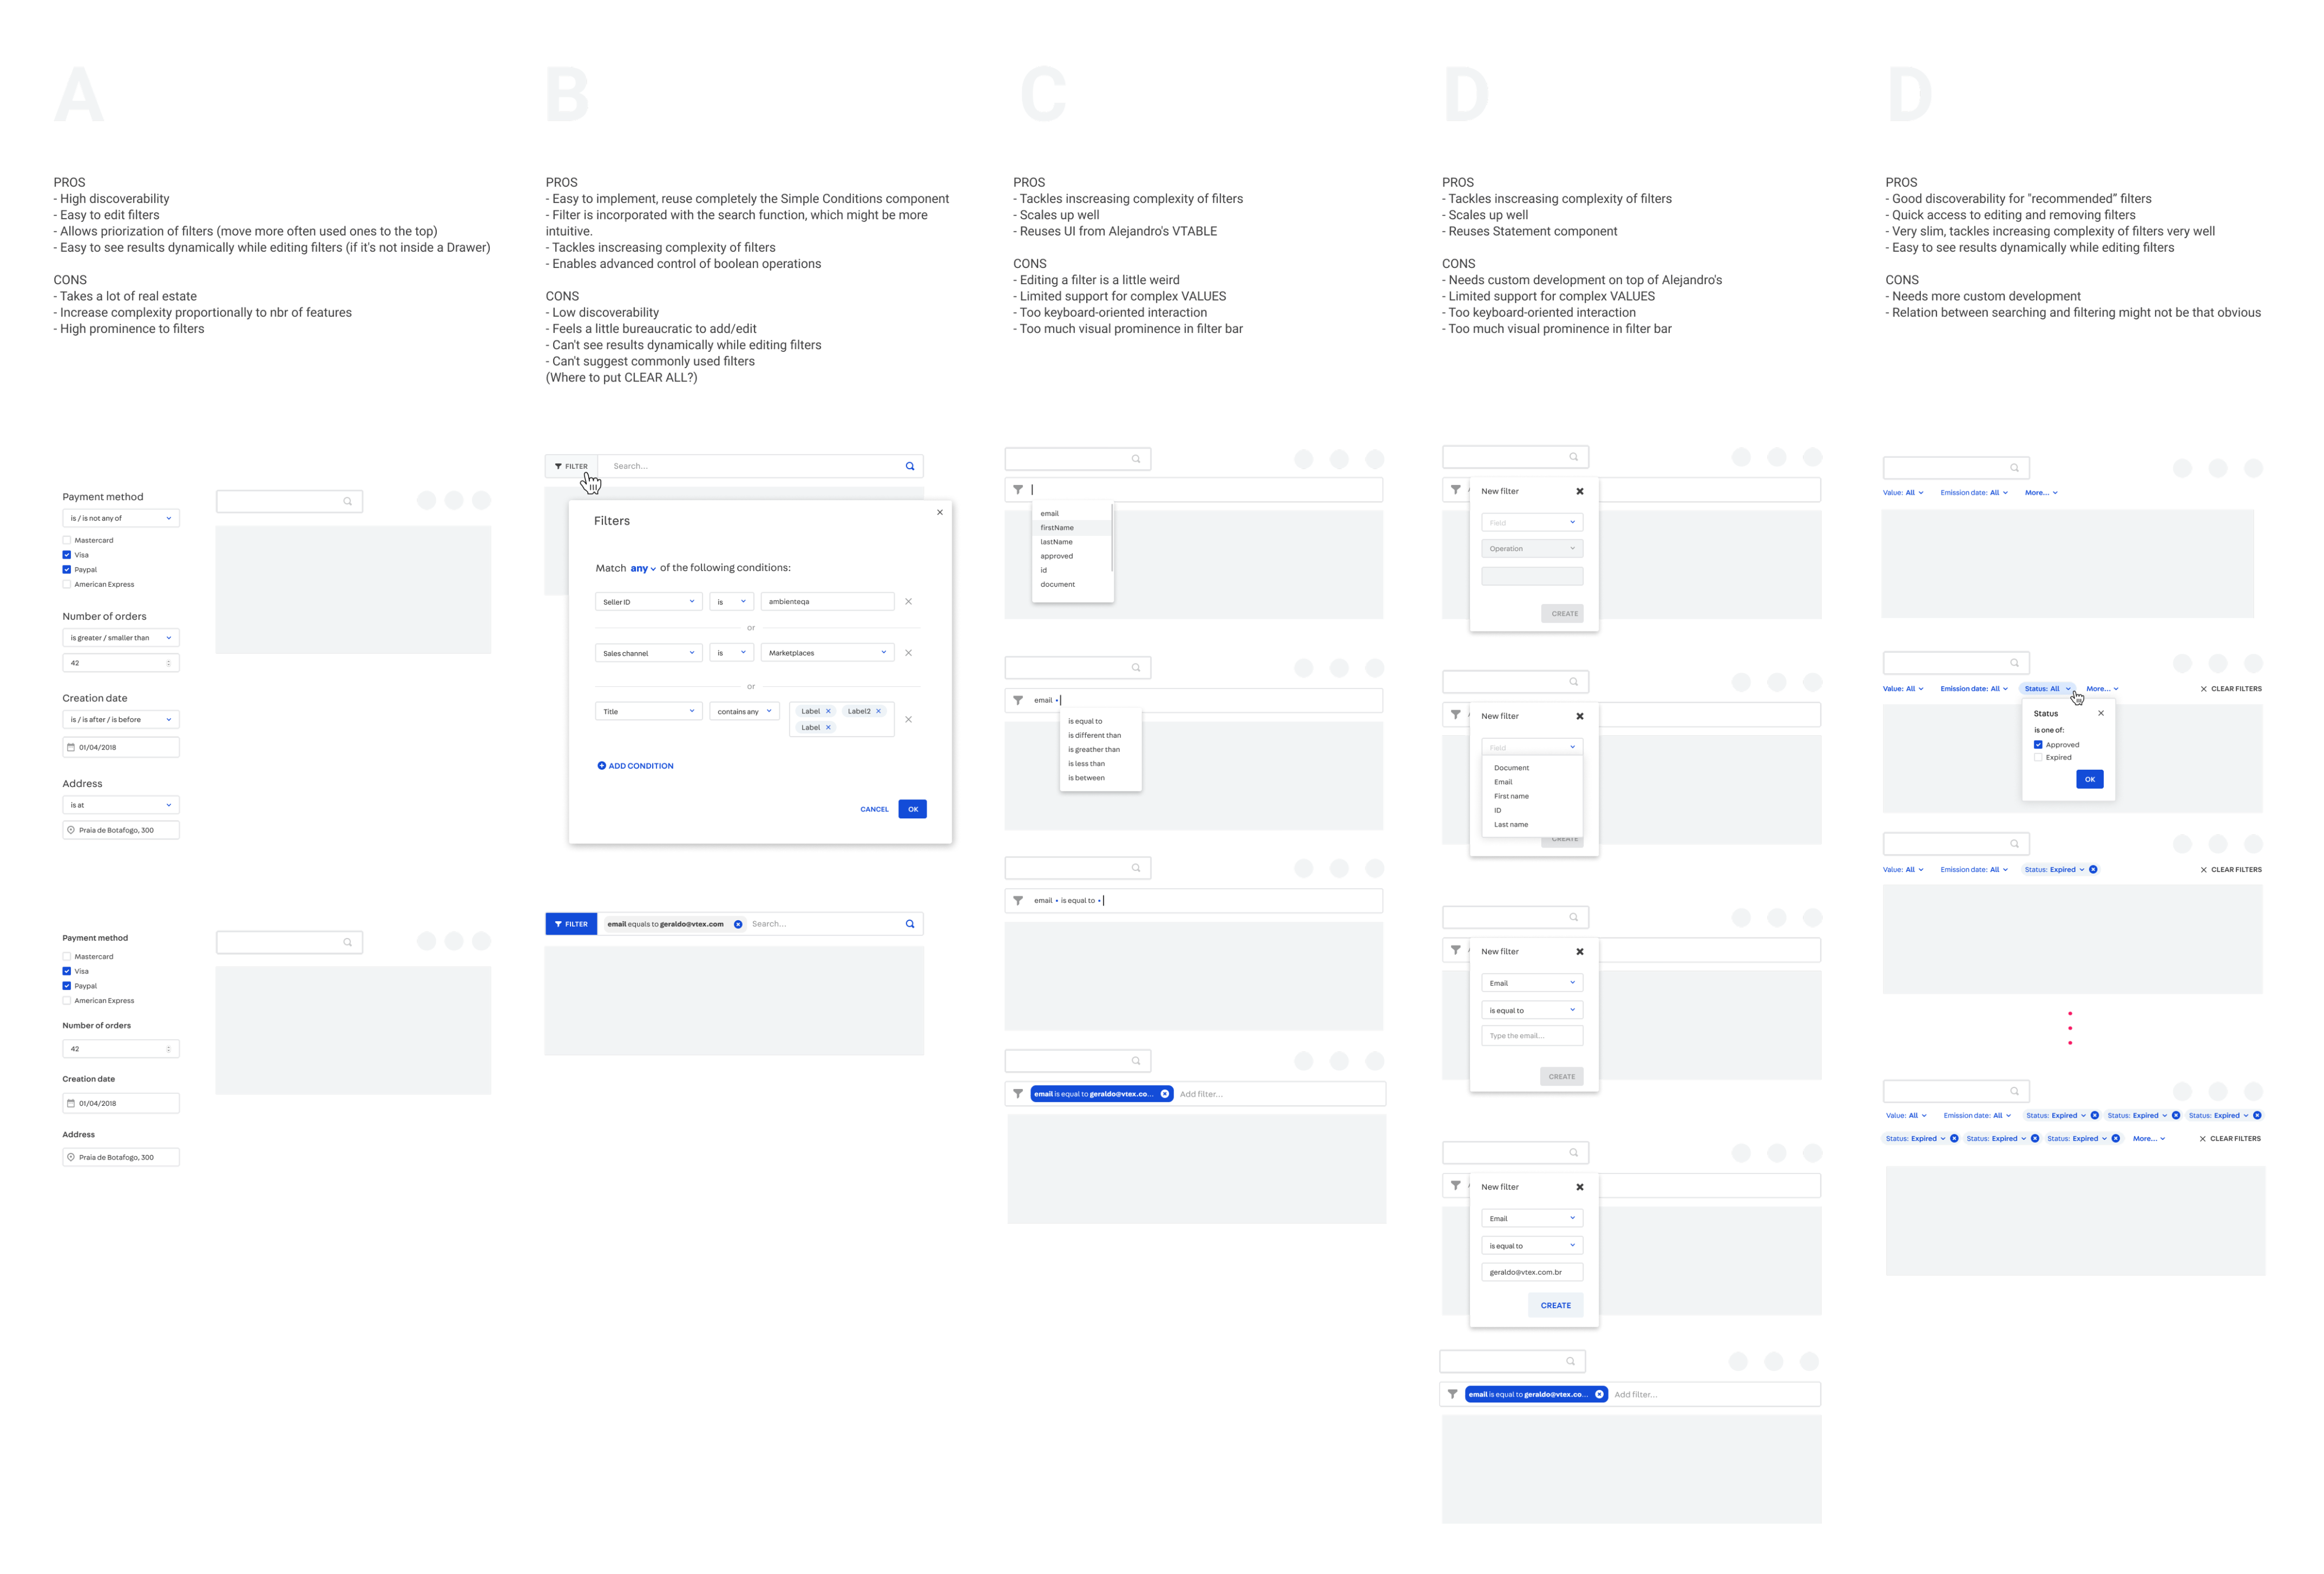 A
PROS
- High discoverability
- Easy to edit filters
- Allows priorization of filters (move more often used ones to the top)
- Easy to see results dynamically while editing filters (if it's not inside a Drawer)
CONS
- Takes a lot of real estate
- Increase complexity proportionally to nbr of features
- High prominence to filters
Payment method
is / is not any of
Mastercard
Visa
Paypal
American Express
Number of orders
is greater / smaller than
42
Creation date
is / is after / is before
01/04/2018
Address
is at
Praia de Botafogo, 300
Payment method
Mastercard
Visa
Paypal
American Express
Number of orders
42
Creation date
01/04/2018
Address
Praia de Botafogo, 300
B
PROS
- Easy to implement, reuse completely the Simple Conditions component
- Filter is incorporated with the search function, which might be more
intuitive.
- Tackles inscreasing complexity of filters
- Enables advanced control of boolean operations
CONS
- Low discoverability
- Feels a little bureaucratic to add/edit
- Can't see results dynamically while editing filters
- Can't suggest commonly used filters
(Where to put CLEAR ALL?)
FILTER Search...
Filters
Match any of the following conditions:
Seller ID is ambienteqa
or
Sales channel is Marketplaces
or
Title contains any Label Label2
Label
ADD CONDITION
CANCEL OK
FILTER email equals to geraldo@vtex.com Search...
C
PROS
- Tackles inscreasing complexity of filters
- Scales up well
- Reuses UI from Alejandro's VTABLE
CONS
- Editing a filter is a little weird
- Limited support for complex VALUES
- Too keyboard-oriented interaction
- Too much visual prominence in filter bar
email
firstName
lastName
approved
id
document
email •
is equal to
is different than
is greather than
is less than
is between
email • is equal to •
email is equal to geraldo@vtex.co... Add filter...
D
PROS
- Tackles inscreasing complexity of filters
- Scales up well
- Reuses Statement component
CONS
- Needs custom development on top of Alejandro's
- Limited support for complex VALUES
- Too keyboard-oriented interaction
- Too much visual prominence in filter bar
New filter
Field
Operation
CREATE
New filter
Field
Document
Email
First name
ID
Last name
CREATE
New filter
Email
is equal to
Type the email...
CREATE
New filter
Email
is equal to
geraldo@vtex.com.br
CREATE
email is equal to geraldo@vtex.co... Add filter...
D
PROS
- Good discoverability for "recommended” filters
- Quick access to editing and removing filters
- Very slim, tackles increasing complexity of filters very well
- Easy to see results dynamically while editing filters
CONS
- Needs more custom development
- Relation between searching and filtering might not be that obvious
Value: All Emission date: All More...
Value: All Emission date: All Status: All More... CLEAR FILTERS
Status
is one of:
Approved
Expired
OK
Value: All Emission date: All Status: Expired CLEAR FILTERS
Value: All Emission date: All Status: Expired Status: Expired Status: Expired
Status: Expired Status: Expired Status: Expired More... CLEAR FILTERS